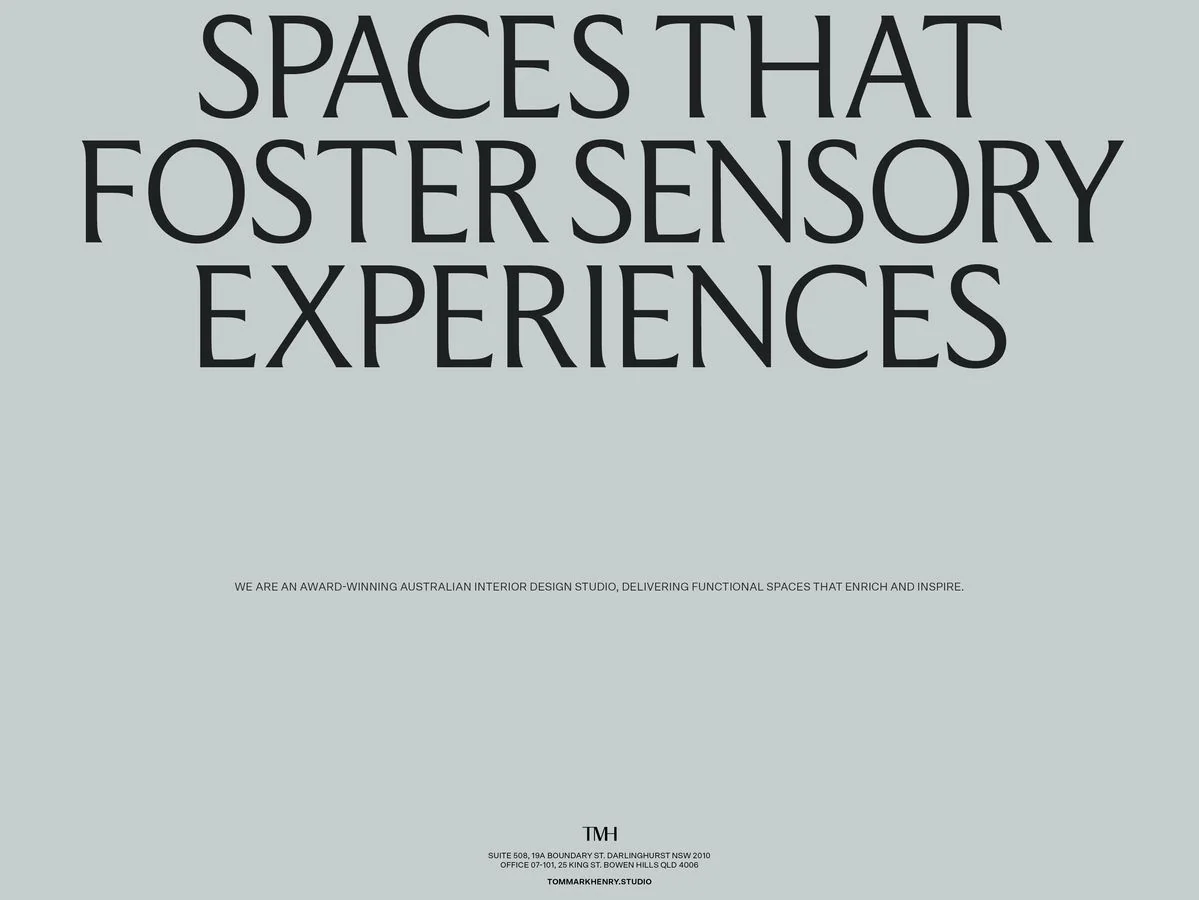 SPACES THAT
FOSTER SENSORY
EXPERIENCES
WE ARE AN AWARD-WINNING AUSTRALIAN INTERIOR DESIGN STUDIO, DELIVERING FUNCTIONAL SPACES THAT ENRICH AND INSPIRE.
TMH
SUITE 508, 19A BOUNDARY ST. DARLINGHURST NSW 2010
OFFICE 07-101, 25 KING ST. BOWEN HILLS QLD 4006
TOMMARKHENRY.STUDIO